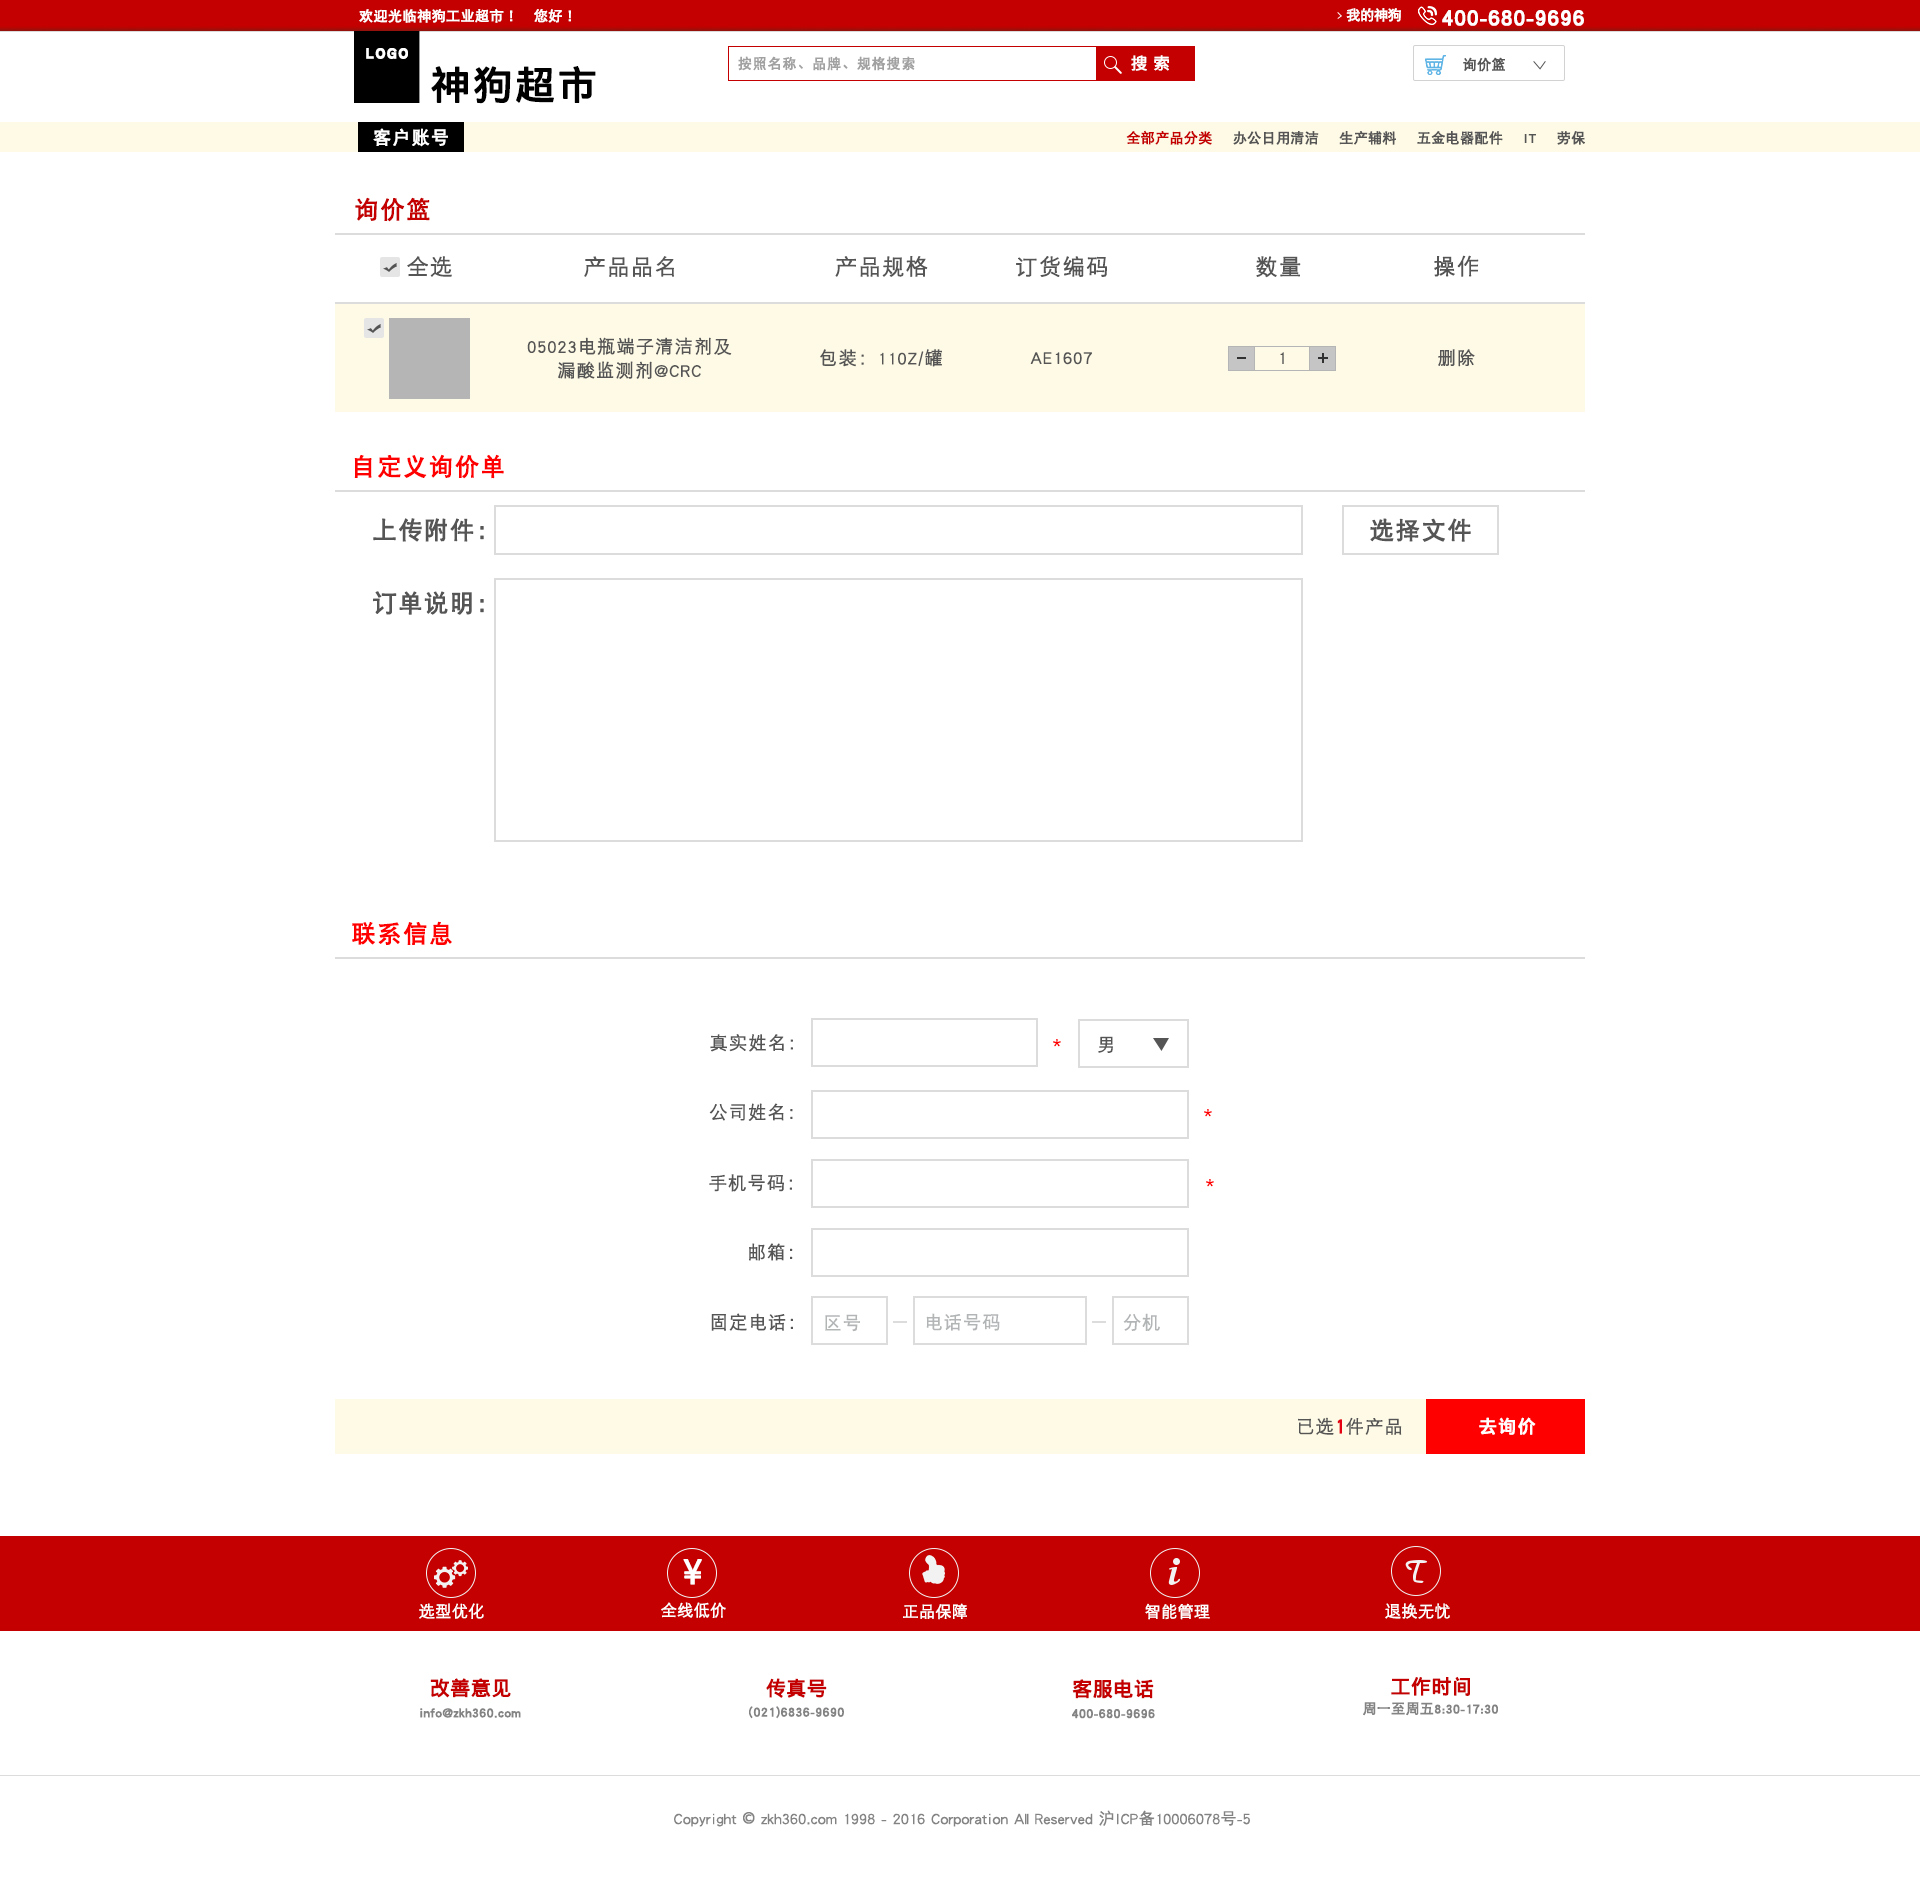 欢迎光临神狗工业超市！ 您好！
> 我的神狗 400-680-9696
LOGO
神狗超市
按照名称、品牌、规格搜索
搜 索
询价篮
客户账号
全部产品分类 办公日用清洁 生产辅料 五金电器配件 IT 劳保
询价篮
全选 产品品名 产品规格 订货编码 数量 操作
05023电瓶端子清洁剂及
漏酸监测剂@CRC
包装：110Z/罐
AE1607
- 1 +
删除
自定义询价单
上传附件：
选择文件
订单说明：
联系信息
真实姓名： * 男
公司姓名： *
手机号码： *
邮箱：
固定电话： 区号 — 电话号码 — 分机
已选1件产品
去询价
选型优化
¥ 全线低价
正品保障
i 智能管理
退换无忧
改善意见
info@zkh360.com
传真号
(021)6836-9690
客服电话
400-680-9696
工作时间
周一至周五8:30-17:30
Copyright © zkh360.com 1998 - 2016 Corporation All Reserved 沪ICP备10006078号-5